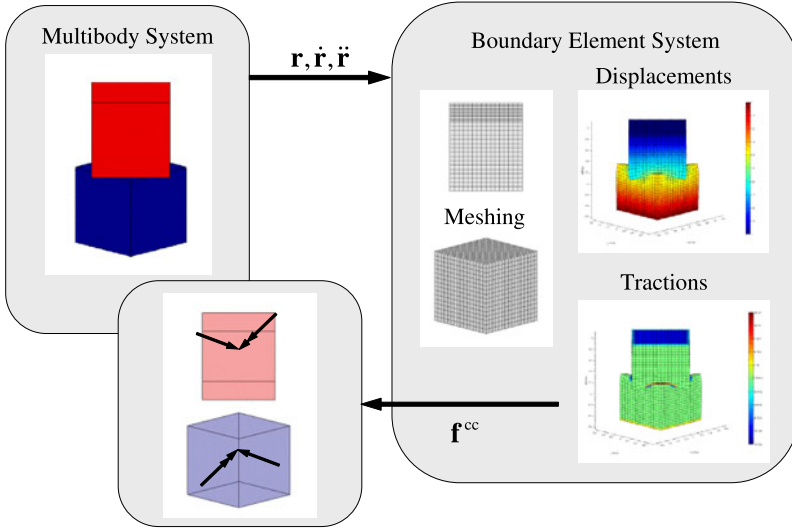 Multibody System
r, ṙ, r̈
Boundary Element System
Displacements
Meshing
Tractions
f^cc